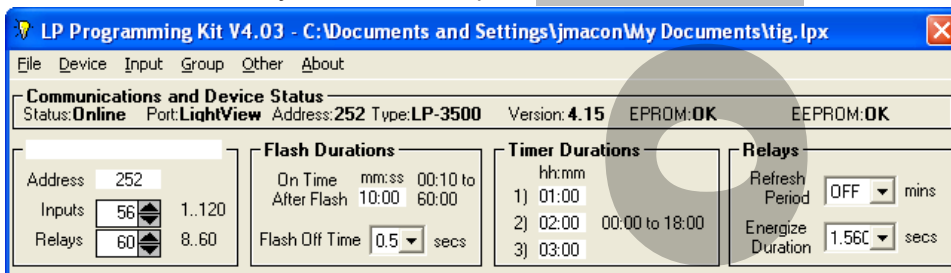 LP Programming Kit V4.03 - C:\Documents and Settings\jmacon\My Documents\tig.lpx
File Device Input Group Other About
Communications and Device Status
Status:Online Port:LightView Address:252 Type:LP-3500 Version: 4.15 EPROM:OK EEPROM:OK
Address 252
Inputs 56 1..120
Relays 60 8..60
Flash Durations
On Time After Flash mm:ss 10:00 00:10 to 60:00
Flash Off Time 0.5 secs
Timer Durations
hh:mm
1) 01:00
2) 02:00 00:00 to 18:00
3) 03:00
Relays
Refresh Period OFF mins
Energize Duration 1.560 secs